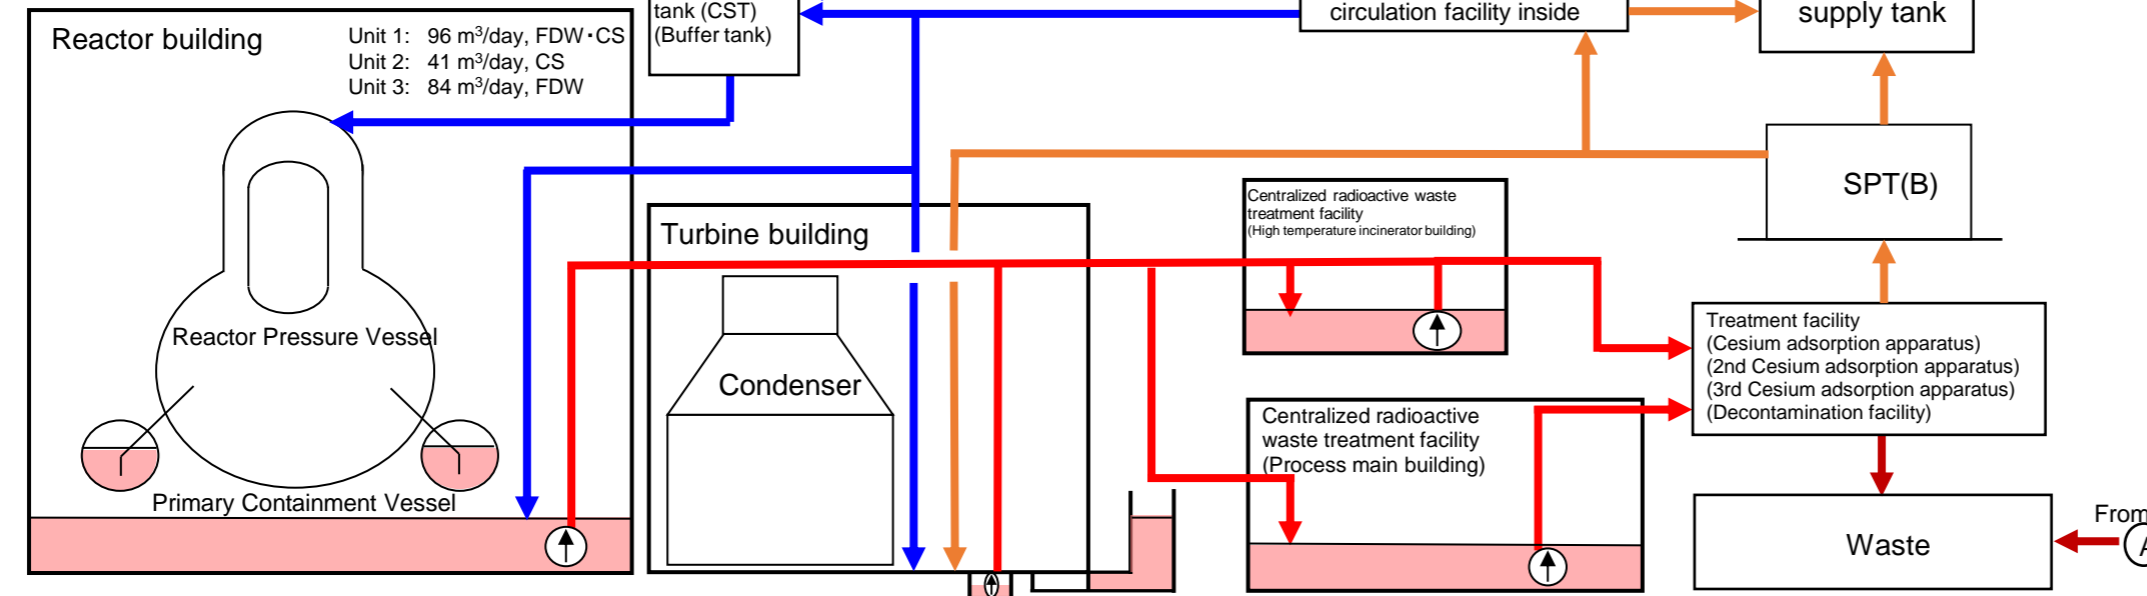 Reactor building
Unit 1: 96 m³/day, FDW・CS
Unit 2: 41 m³/day, CS
Unit 3: 84 m³/day, FDW
tank (CST)
(Buffer tank)
circulation facility inside
supply tank
SPT(B)
Centralized radioactive waste
treatment facility
(High temperature incinerator building)
Turbine building
Condenser
Reactor Pressure Vessel
Primary Containment Vessel
Treatment facility
(Cesium adsorption apparatus)
(2nd Cesium adsorption apparatus)
(3rd Cesium adsorption apparatus)
(Decontamination facility)
Centralized radioactive
waste treatment facility
(Process main building)
Waste
From
A